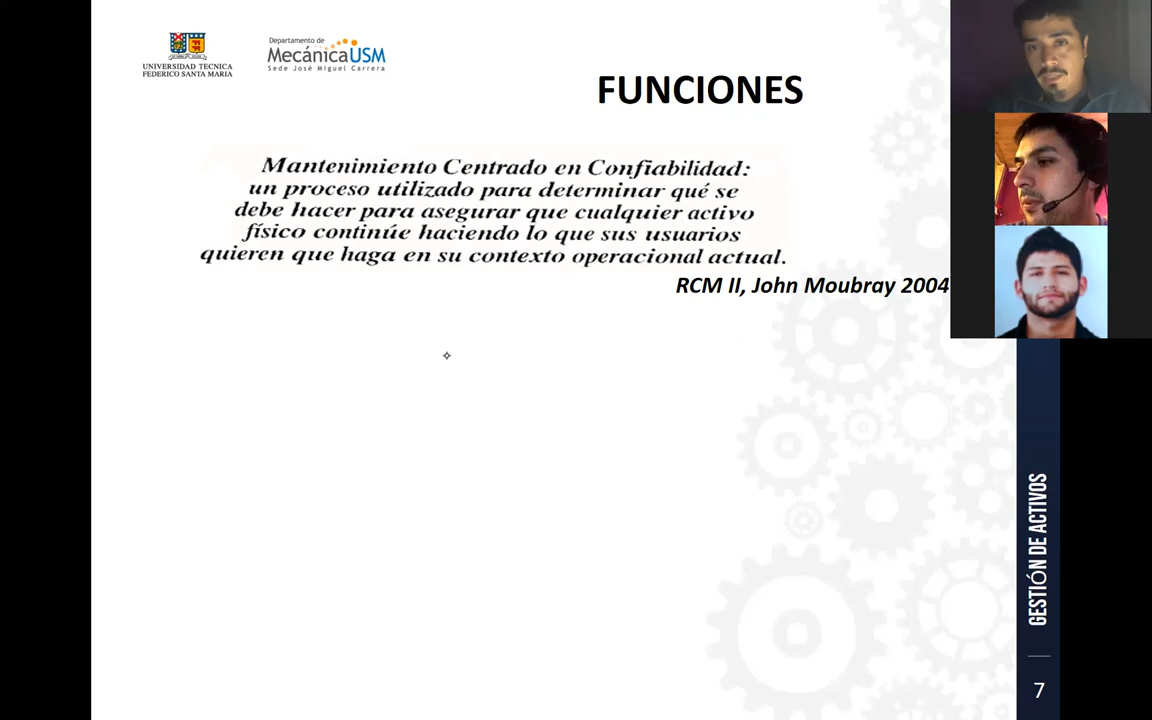 UNIVERSIDAD TECNICA
FEDERICO SANTA MARIA
Departamento de
MecánicaUSM
Sede José Miguel Carrera
FUNCIONES
Mantenimiento Centrado en Confiabilidad:
un proceso utilizado para determinar qué se
debe hacer para asegurar que cualquier activo
físico continúe haciendo lo que sus usuarios
quieren que haga en su contexto operacional actual.
RCM II, John Moubray 2004
GESTIÓN DE ACTIVOS
7